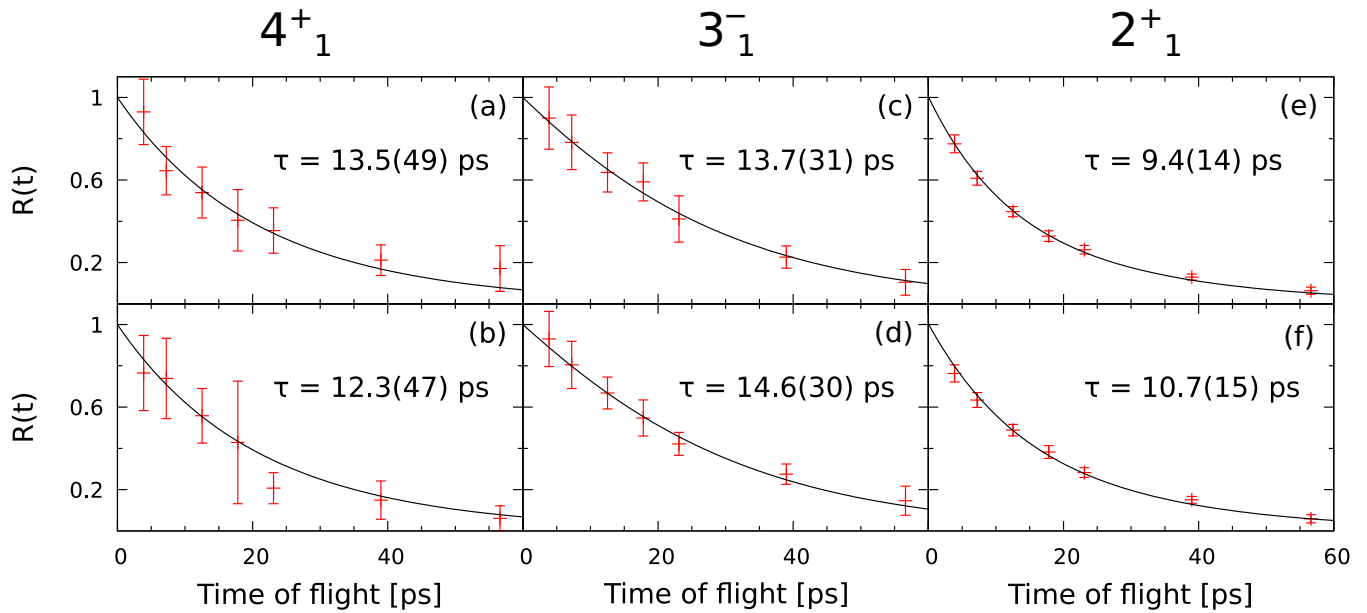 4⁺₁ 3⁻₁ 2⁺₁
R(t) 1 0.6 0.2
(a) τ = 13.5(49) ps
(c) τ = 13.7(31) ps
(e) τ = 9.4(14) ps
R(t) 1 0.6 0.2
(b) τ = 12.3(47) ps
(d) τ = 14.6(30) ps
(f) τ = 10.7(15) ps
0 20 40 0 20 40 0 20 40 60
Time of flight [ps] Time of flight [ps] Time of flight [ps]